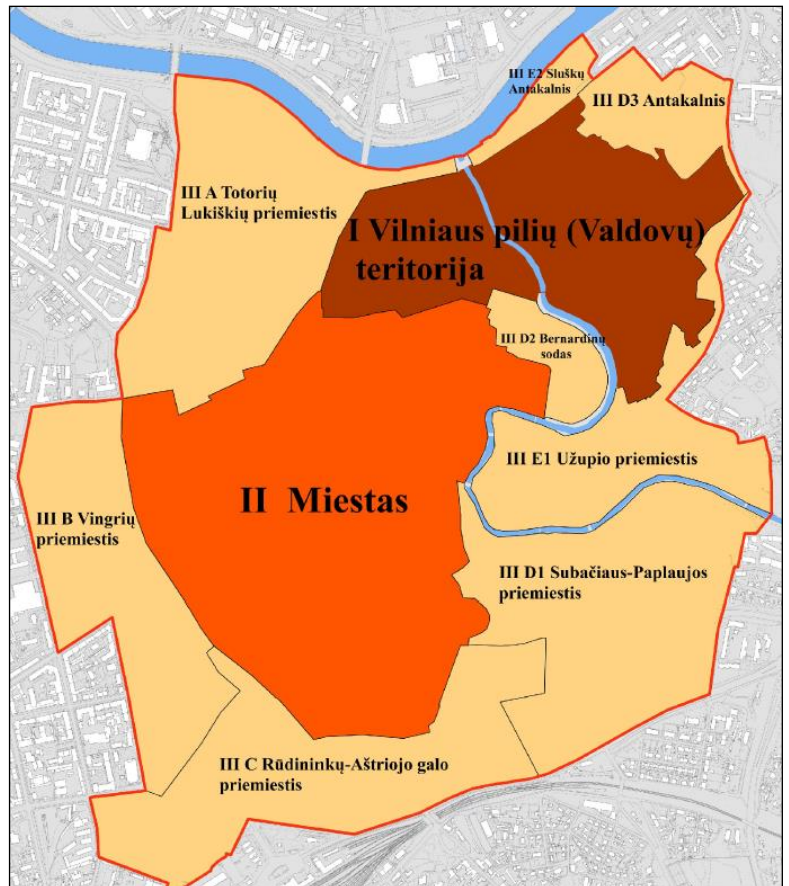 III E2 Sluškų
Antakalnis
III D3 Antakalnis
III A Totorių
Lukiškių priemiestis
I Vilniaus pilių (Valdovų)
teritorija
III D2 Bernardinų
sodas
III E1 Užupio priemiestis
II Miestas
III B Vingrių
priemiestis
III D1 Subačiaus-Paplaujos
priemiestis
III C Rūdininkų-Aštriojo galo
priemiestis